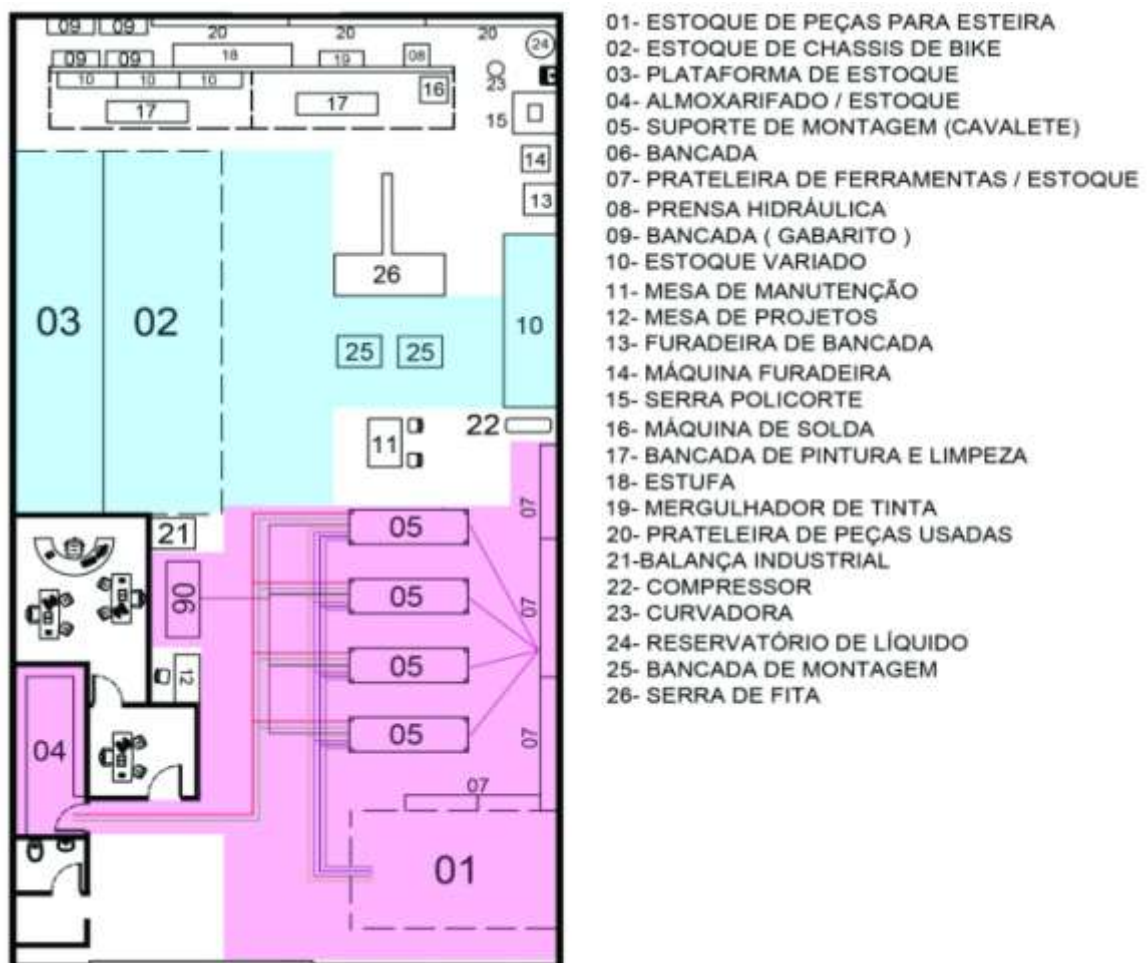 09 09 20 20 20 24
09 09 18 19 08
10 10 10 23
17 17 16
15
14
13
26
03 02 10
25 25
22
11
07
21 05
06 05 07
12 05
04 05 07
07
01
01- ESTOQUE DE PEÇAS PARA ESTEIRA
02- ESTOQUE DE CHASSIS DE BIKE
03- PLATAFORMA DE ESTOQUE
04- ALMOXARIFADO / ESTOQUE
05- SUPORTE DE MONTAGEM (CAVALETE)
06- BANCADA
07- PRATELEIRA DE FERRAMENTAS / ESTOQUE
08- PRENSA HIDRÁULICA
09- BANCADA ( GABARITO )
10- ESTOQUE VARIADO
11- MESA DE MANUTENÇÃO
12- MESA DE PROJETOS
13- FURADEIRA DE BANCADA
14- MÁQUINA FURADEIRA
15- SERRA POLICORTE
16- MÁQUINA DE SOLDA
17- BANCADA DE PINTURA E LIMPEZA
18- ESTUFA
19- MERGULHADOR DE TINTA
20- PRATELEIRA DE PEÇAS USADAS
21-BALANÇA INDUSTRIAL
22- COMPRESSOR
23- CURVADORA
24- RESERVATÓRIO DE LÍQUIDO
25- BANCADA DE MONTAGEM
26- SERRA DE FITA